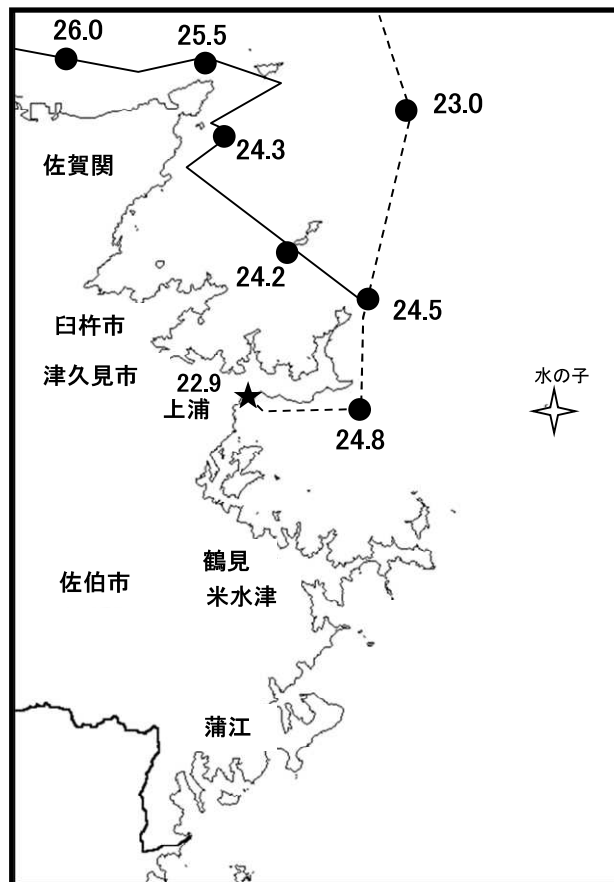 26.0
25.5
23.0
24.3
佐賀関
24.2
24.5
臼杵市
津久見市
22.9
上浦
水の子
24.8
鶴見
佐伯市
米水津
蒲江